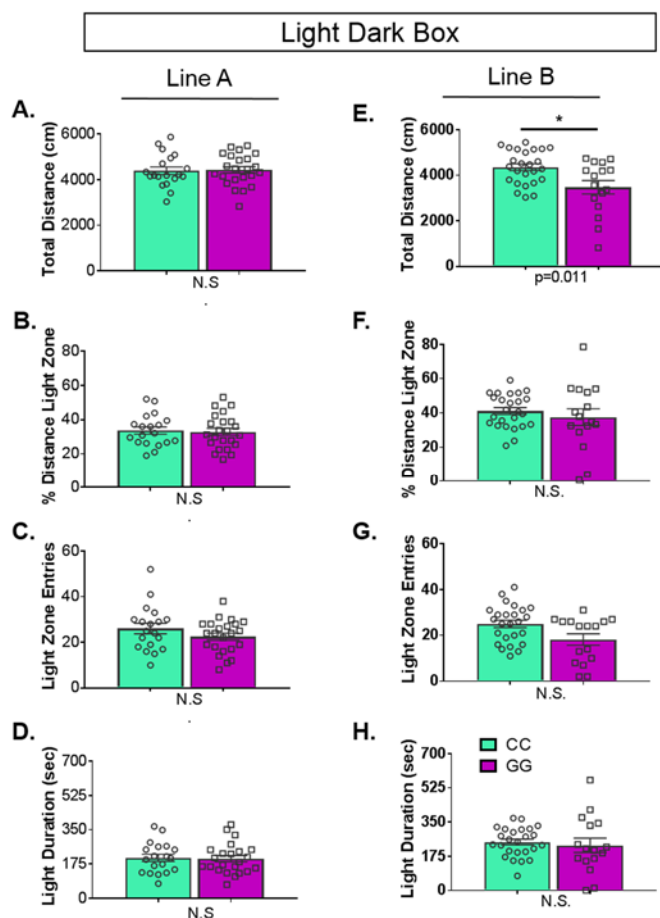 Light Dark Box
Line A
Line B
A.
Total Distance (cm)
6000
4000
2000
0
N.S
E.
Total Distance (cm)
6000
4000
2000
0
*
p=0.011
B.
% Distance Light Zone
80
60
40
20
0
N.S
F.
% Distance Light Zone
80
60
40
20
0
N.S.
C.
Light Zone Entries
60
40
20
0
N.S
G.
Light Zone Entries
60
40
20
0
N.S.
D.
Light Duration (sec)
700
525
350
175
0
N.S
H.
Light Duration (sec)
700
525
350
175
0
CC
GG
N.S.